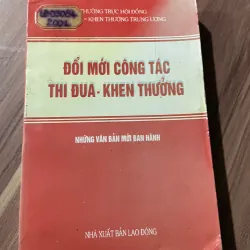 THƯỜNG TRỰC HỘI ĐỒNG
- KHEN THƯỞNG TRUNG ƯƠNG
ĐỔI MỚI CÔNG TÁC
THI ĐUA - KHEN THƯỞNG
NHỮNG VĂN BẢN MỚI BAN HÀNH
NHÀ XUẤT BẢN LAO ĐỘNG